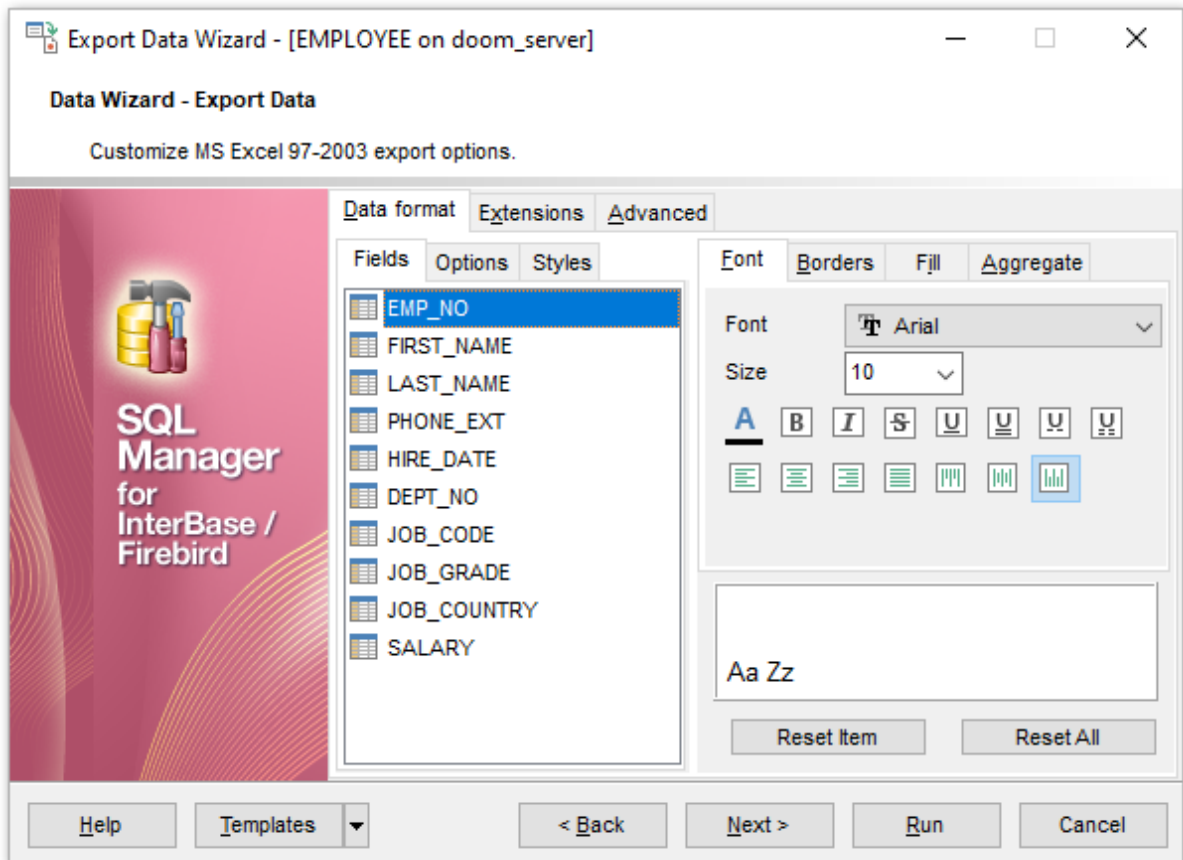 Export Data Wizard - [EMPLOYEE on doom_server]
Data Wizard - Export Data
Customize MS Excel 97-2003 export options.
SQL
Manager
for
InterBase /
Firebird
Data format Extensions Advanced
Fields Options Styles
EMP_NO
FIRST_NAME
LAST_NAME
PHONE_EXT
HIRE_DATE
DEPT_NO
JOB_CODE
JOB_GRADE
JOB_COUNTRY
SALARY
Font Borders Fill Aggregate
Font Arial
Size 10
A B I S U U U U
Aa Zz
Reset Item Reset All
Help Templates < Back Next > Run Cancel